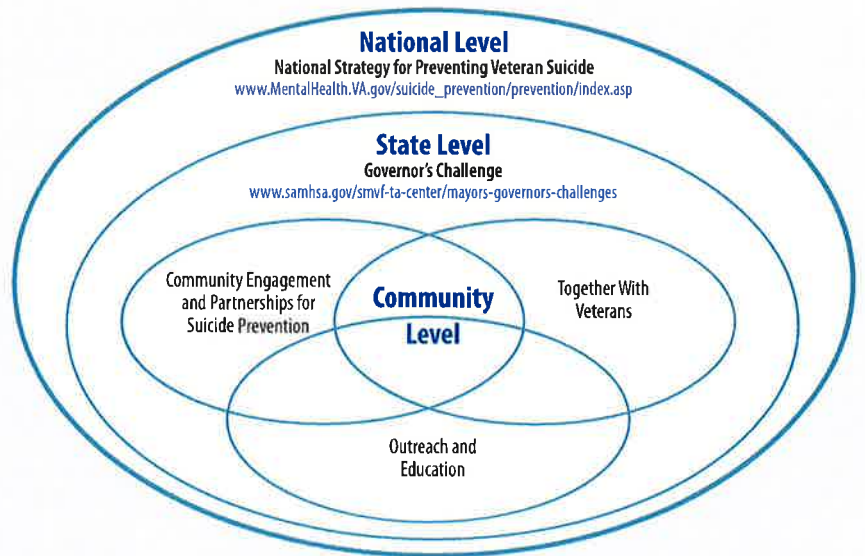 National Level
National Strategy for Preventing Veteran Suicide
www.MentalHealth.VA.gov/suicide_prevention/prevention/index.asp
State Level
Governor's Challenge
www.samhsa.gov/smvf-ta-center/mayors-governors-challenges
Community Engagement
and Partnerships for
Suicide Prevention
Community
Level
Together With
Veterans
Outreach and
Education